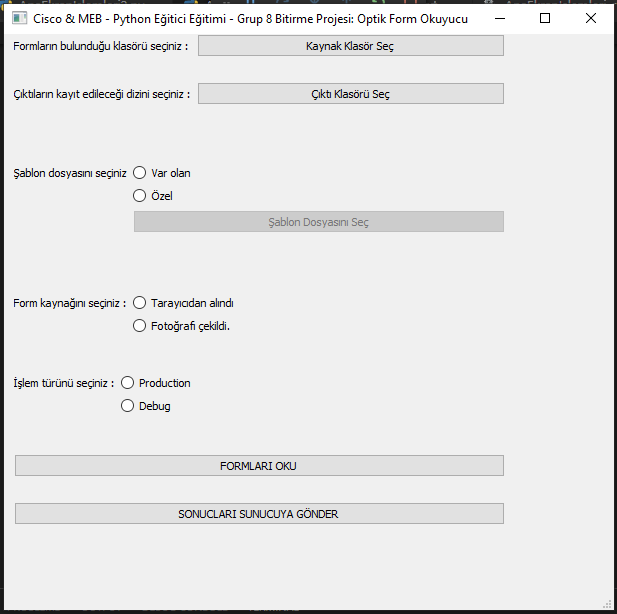 Cisco & MEB - Python Eğitici Eğitimi - Grup 8 Bitirme Projesi: Optik Form Okuyucu
Formların bulunduğu klasörü seçiniz : Kaynak Klasör Seç
Çıktıların kayıt edileceği dizini seçiniz : Çıktı Klasörü Seç
Şablon dosyasını seçiniz Var olan
Özel
Şablon Dosyasını Seç
Form kaynağını seçiniz : Tarayıcıdan alındı
Fotoğrafı çekildi.
İşlem türünü seçiniz : Production
Debug
FORMLARI OKU
SONUCLARI SUNUCUYA GÖNDER